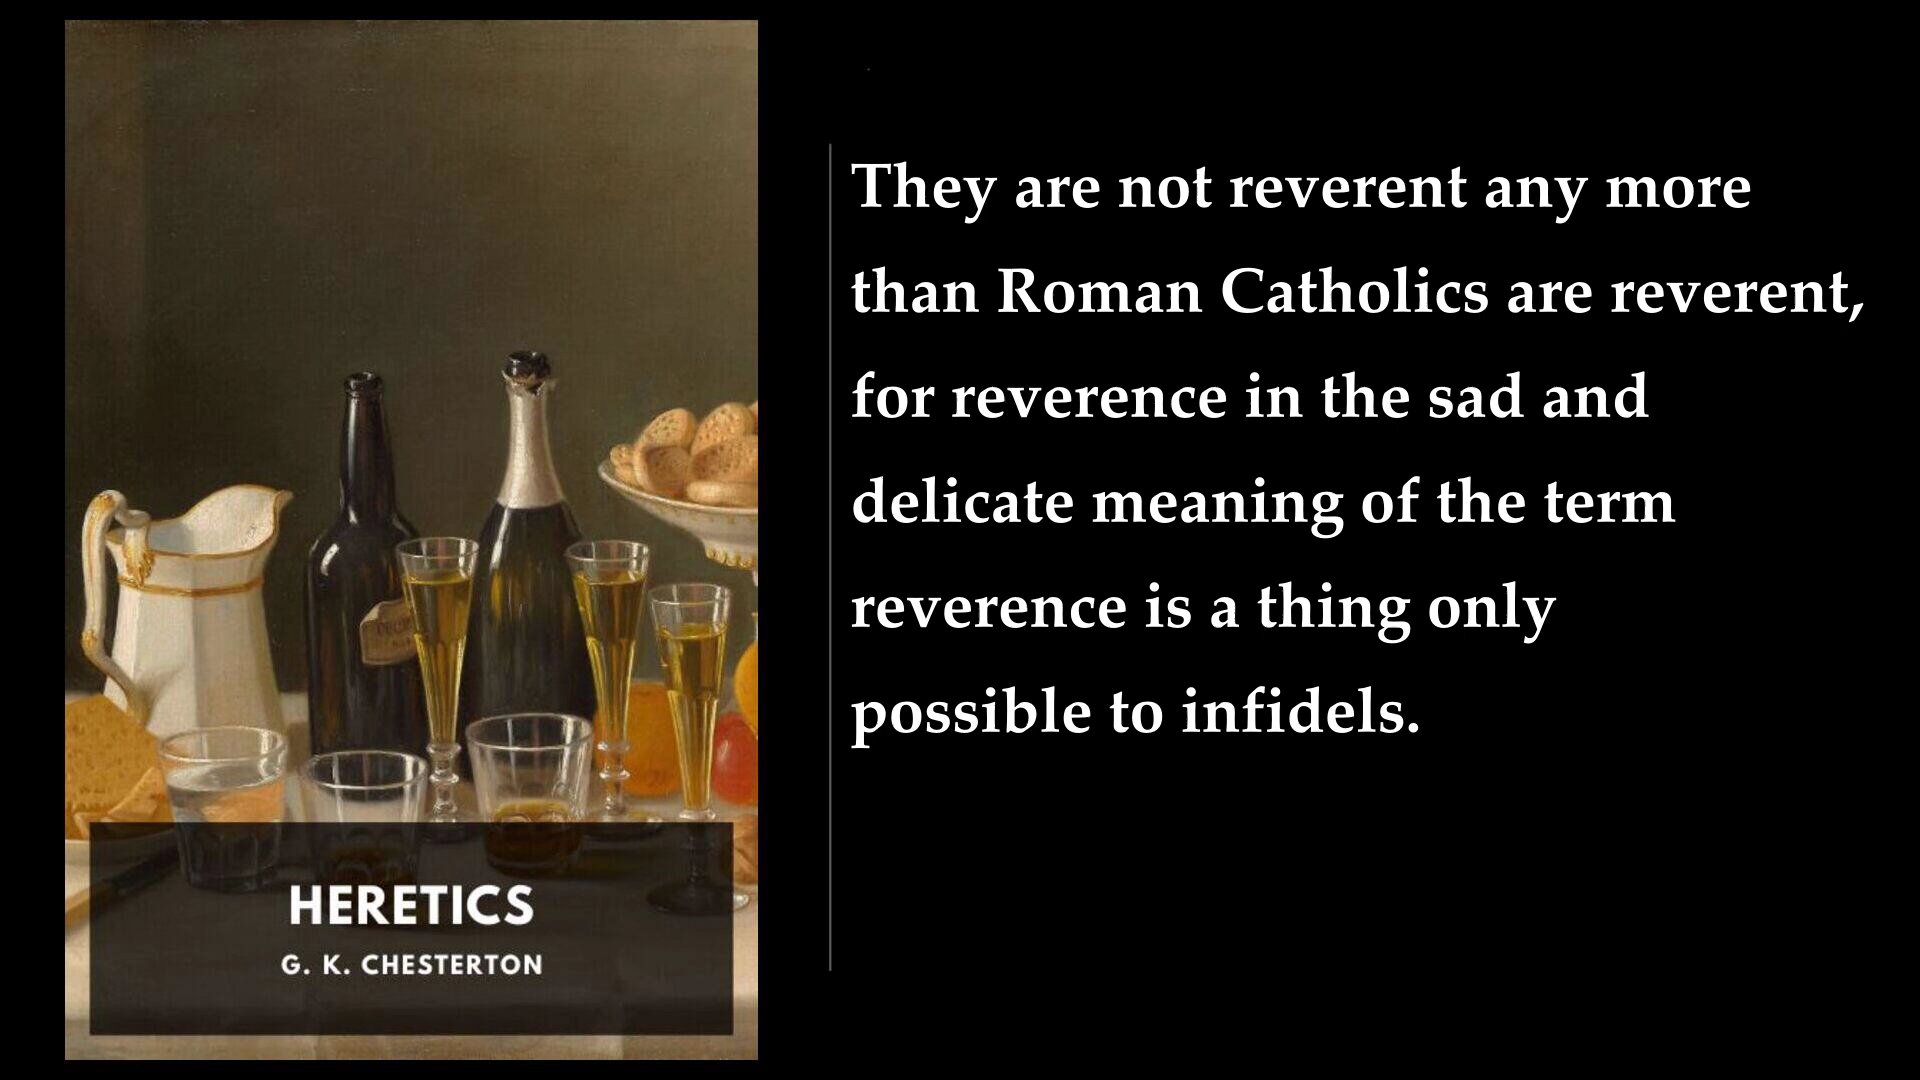 They are not reverent any more
than Roman Catholics are reverent,
for reverence in the sad and
delicate meaning of the term
reverence is a thing only
possible to infidels.
HERETICS
G. K. CHESTERTON